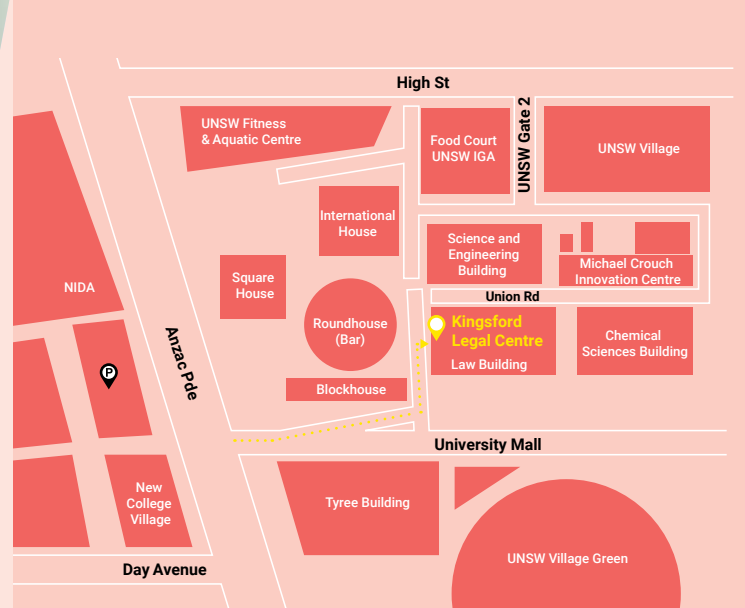 High St
UNSW Fitness
& Aquatic Centre
Food Court
UNSW IGA
UNSW Gate 2
UNSW Village
International
House
Science and
Engineering
Building
Michael Crouch
Innovation Centre
Square
House
NIDA
Union Rd
Roundhouse
(Bar)
Kingsford
Legal Centre
Law Building
Chemical
Sciences Building
Anzac Pde
P
Blockhouse
University Mall
New
College
Village
Tyree Building
UNSW Village Green
Day Avenue